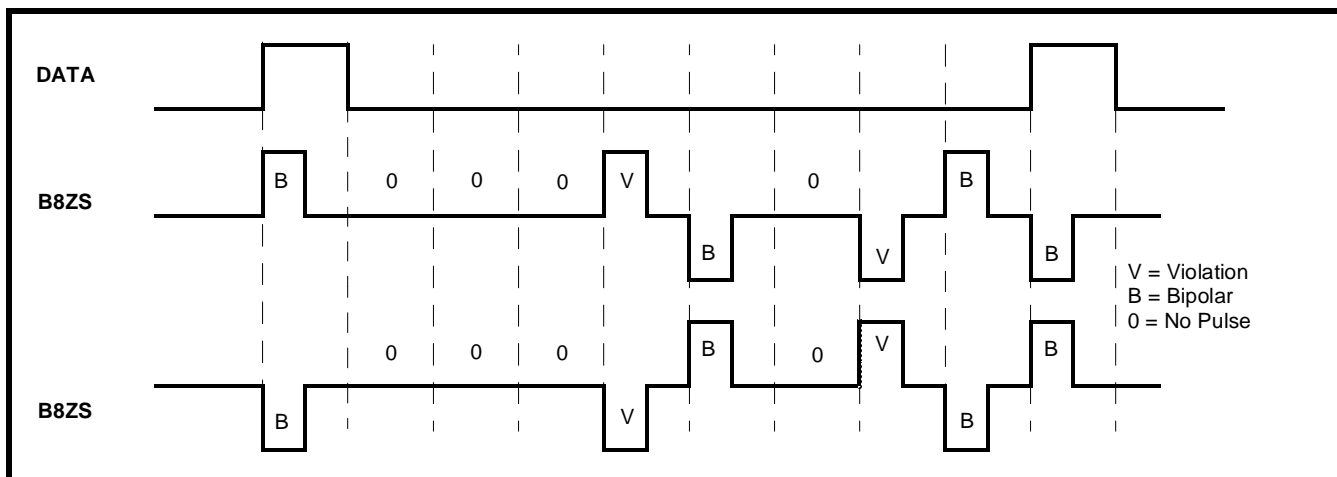 DATA
B 0 0 0 V 0 B
B8ZS
B V B
V = Violation
B = Bipolar
0 = No Pulse
0 0 0 B 0 V B
B8ZS
B V B